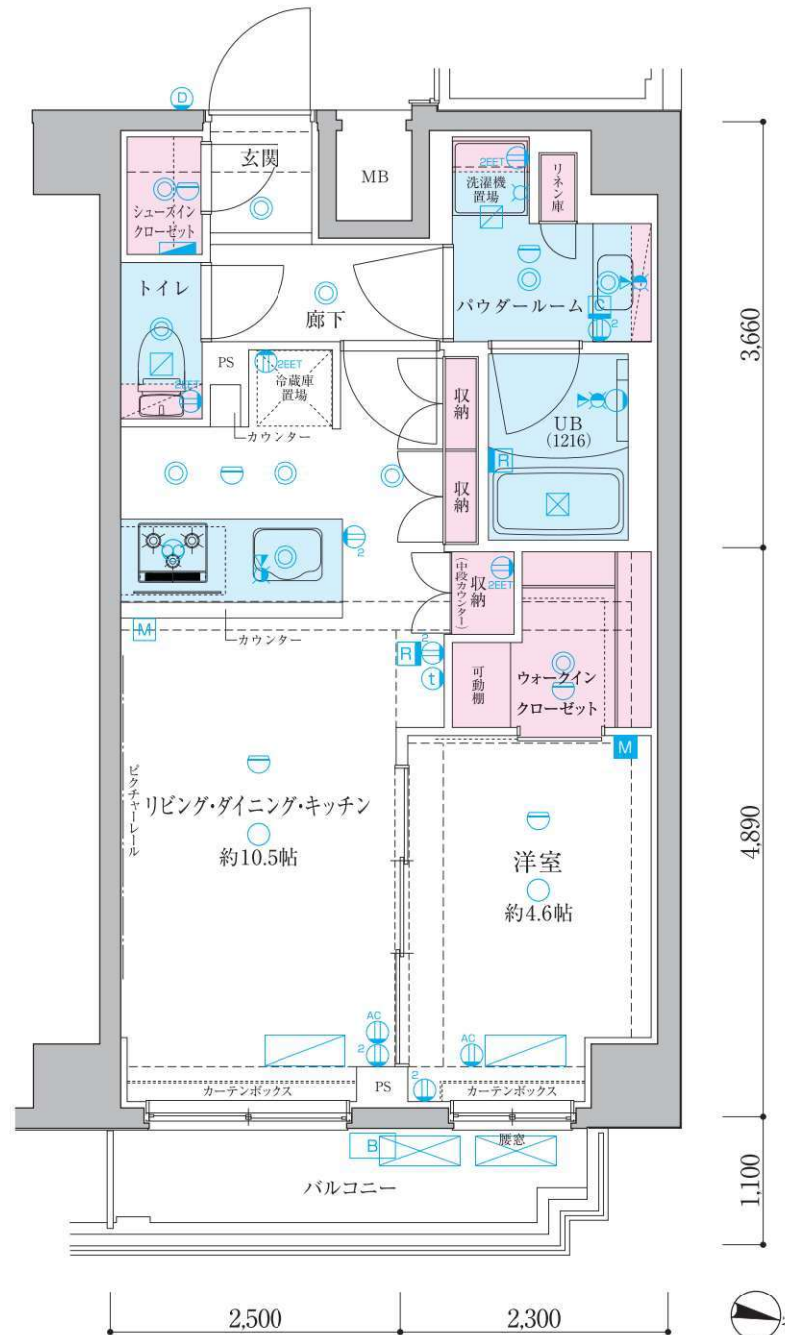 D
玄関
MB
2EET
洗濯機
置場
リネン庫
シューズイン
クローゼット
トイレ
廊下
パウダールーム
C
2
3,660
PS
2EET
冷蔵庫
置場
2EET
カウンター
収納
UB
(1216)
R
収納
2
収納
(中段カウンター)
2EET
M
カウンター
R
2
t
可動棚
ウォークイン
クローゼット
M
ピクチャーレール
リビング・ダイニング・キッチン
約10.5帖
洋室
約4.6帖
4,890
AC
2
AC
2
カーテンボックス
PS
カーテンボックス
B
腰窓
バルコニー
1,100
2,500
2,300